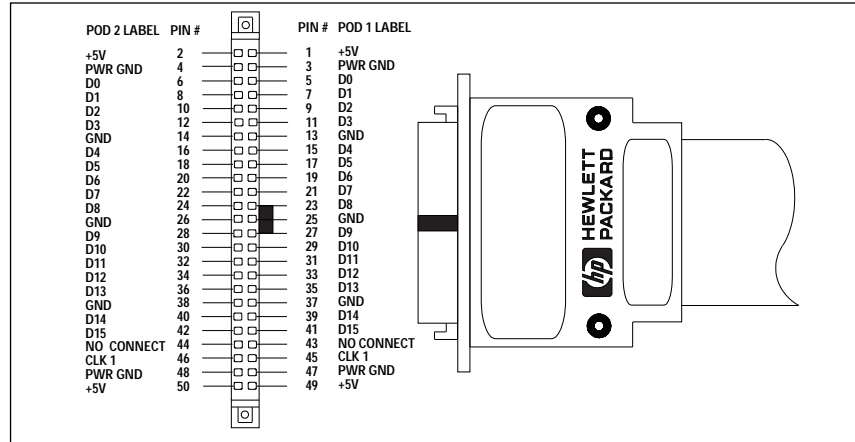 POD 2 LABEL PIN # PIN # POD 1 LABEL
+5V 2 1 +5V
PWR GND 4 3 PWR GND
D0 6 5 D0
D1 8 7 D1
D2 10 9 D2
D3 12 11 D3
GND 14 13 GND
D4 16 15 D4
D5 18 17 D5
D6 20 19 D6
D7 22 21 D7
D8 24 23 D8
GND 26 25 GND
D9 28 27 D9
D10 30 29 D10
D11 32 31 D11
D12 34 33 D12
D13 36 35 D13
GND 38 37 GND
D14 40 39 D14
D15 42 41 D15
NO CONNECT 44 43 NO CONNECT
CLK 1 46 45 CLK 1
PWR GND 48 47 PWR GND
+5V 50 49 +5V
hp HEWLETT
PACKARD